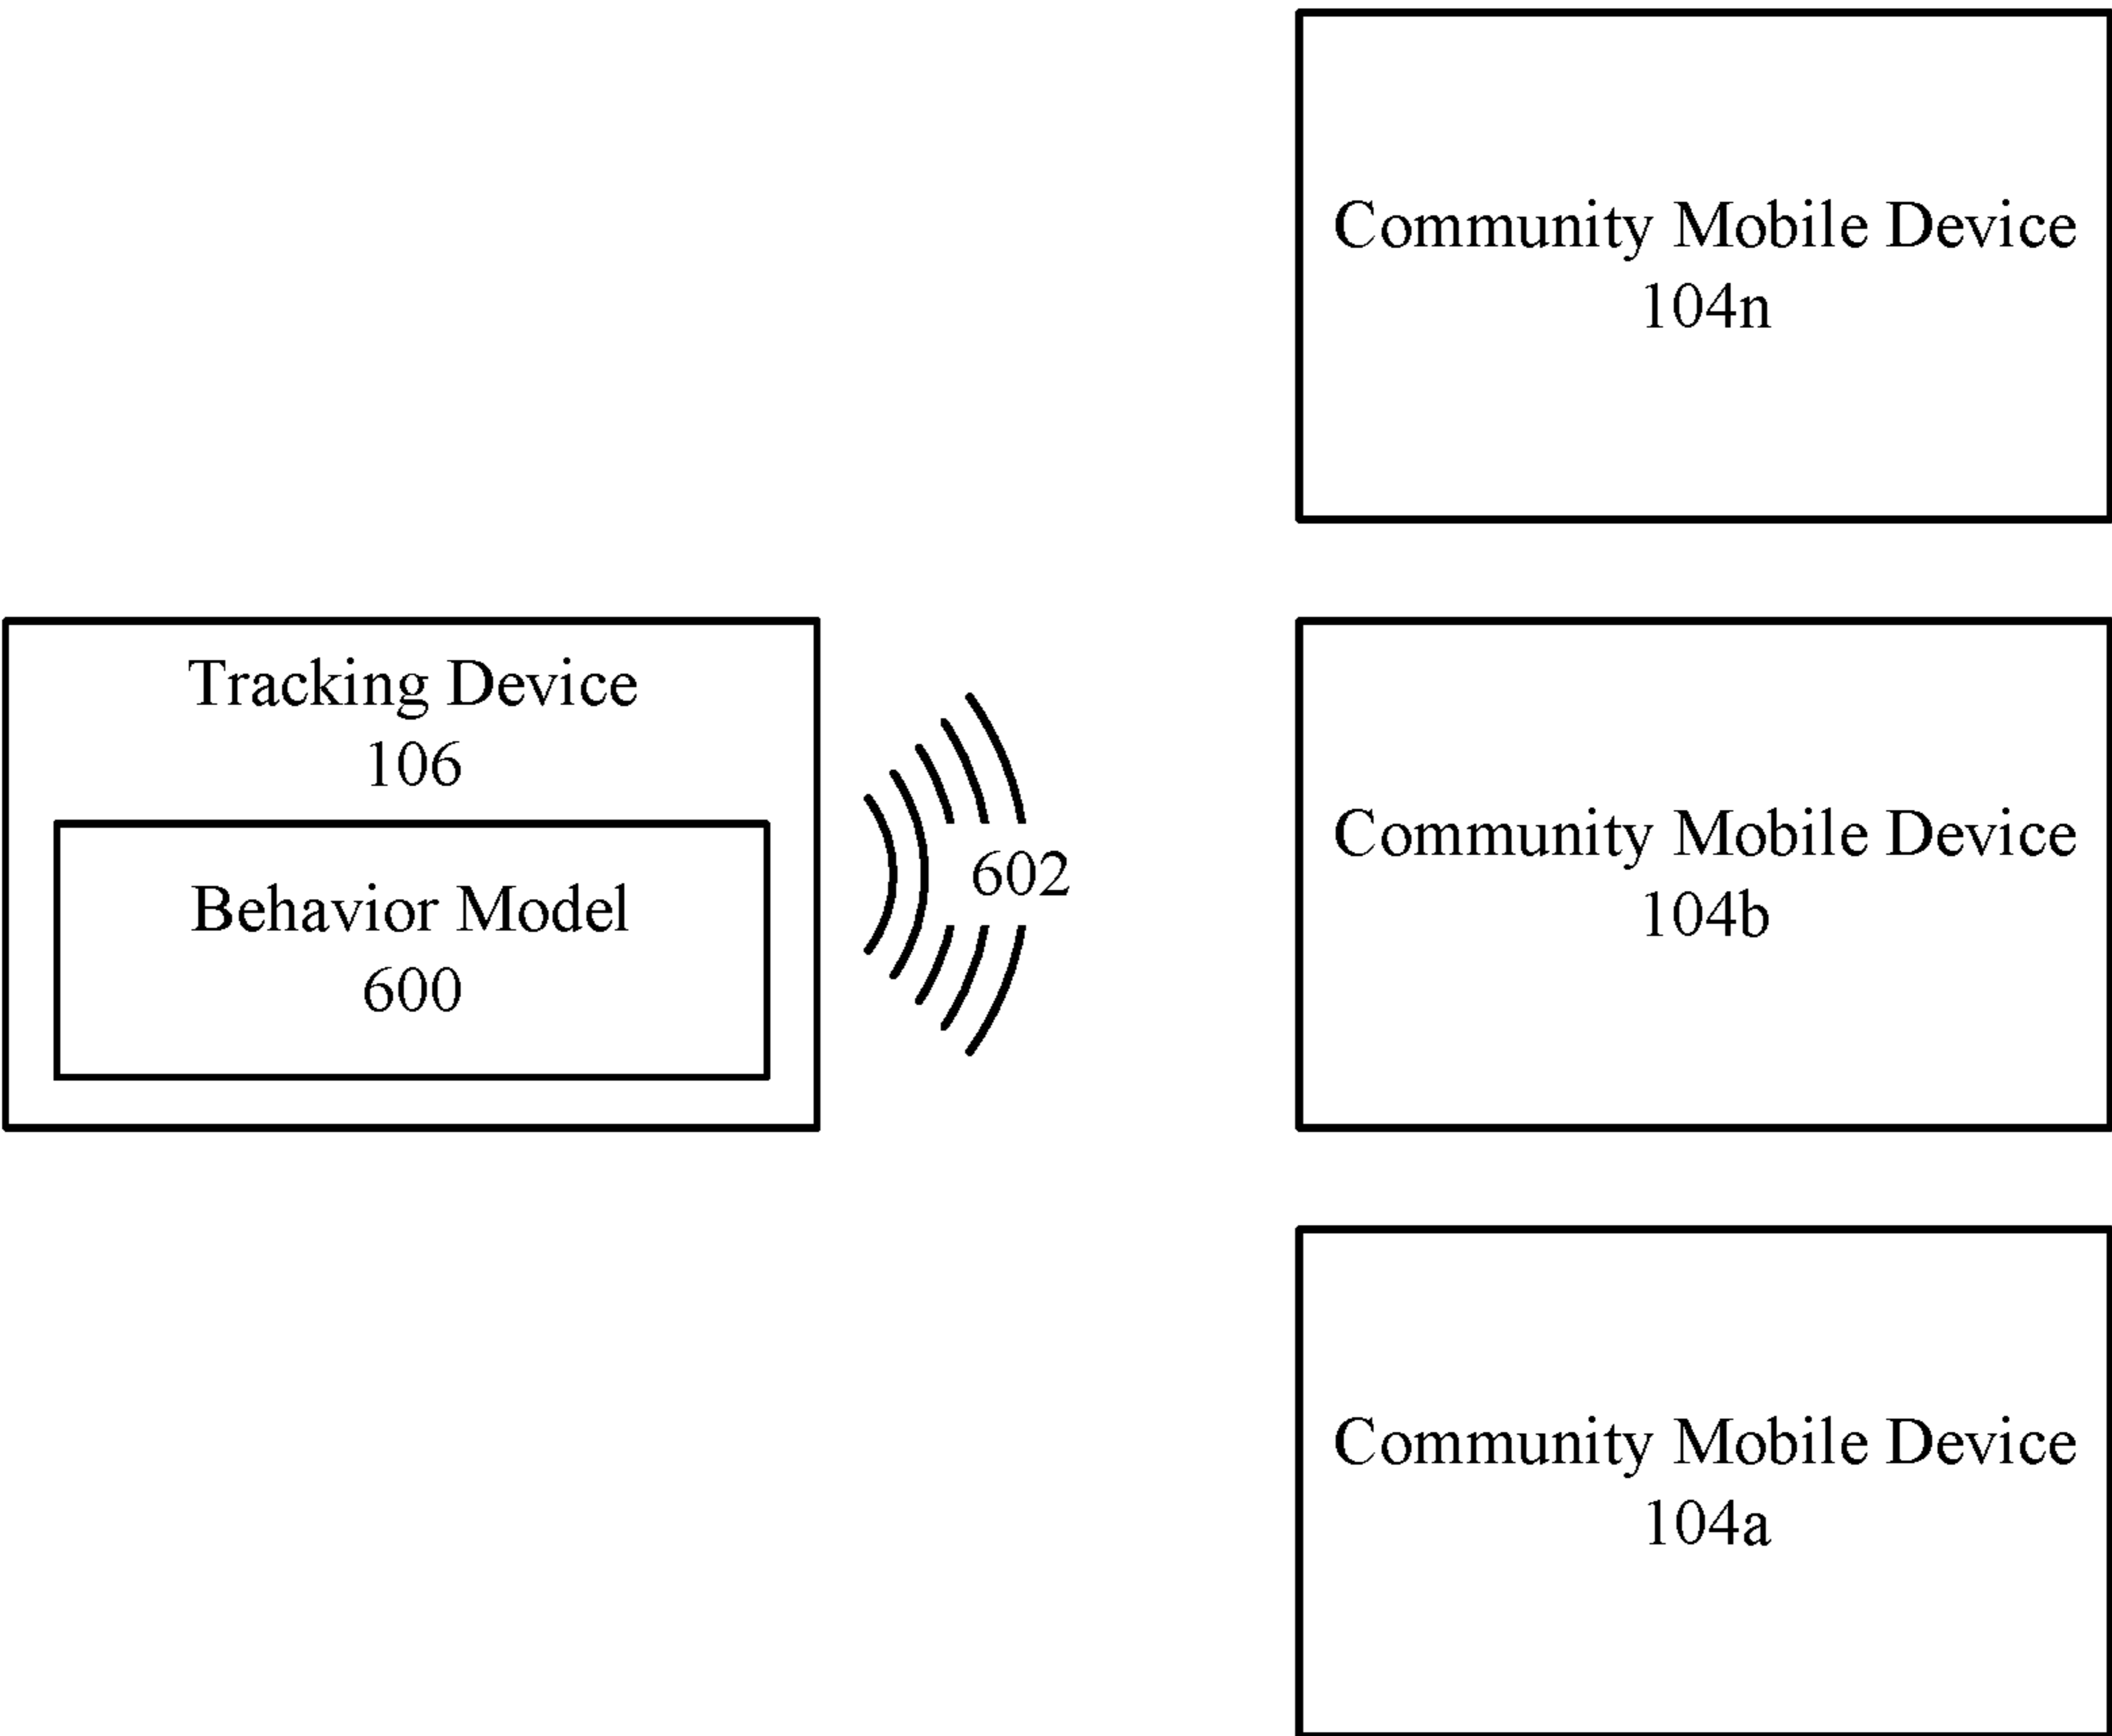 Community Mobile Device
104n
Tracking Device
106
Behavior Model
600
602
Community Mobile Device
104b
Community Mobile Device
104a